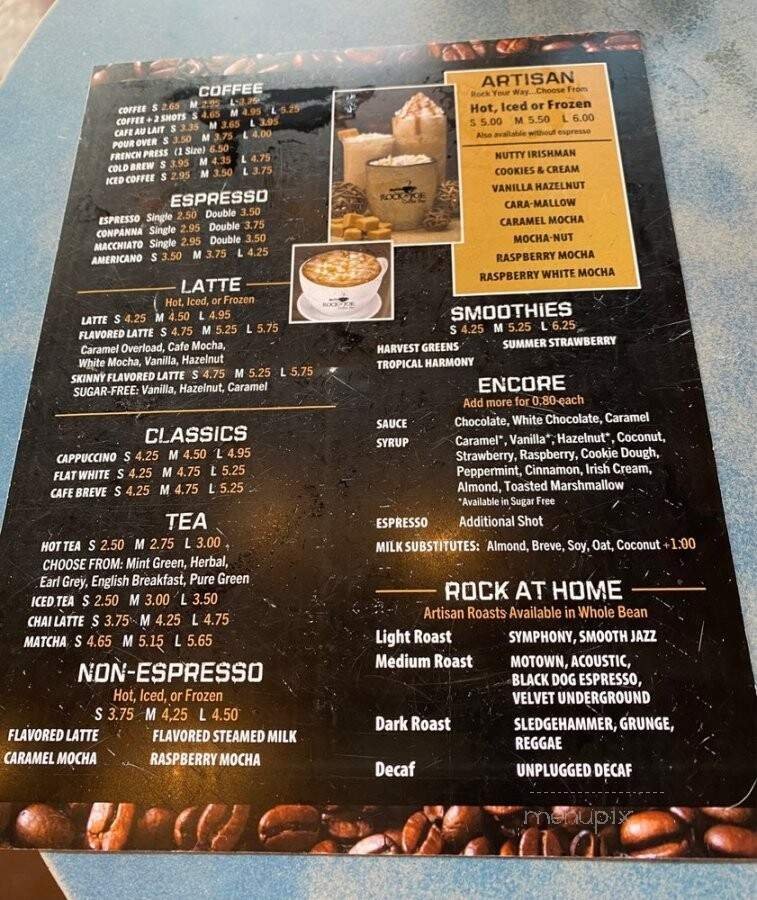 COFFEE
COFFEE S 2.65 M 2.95 L 3.25
COFFEE + 2 SHOTS S 4.65 M 4.95 L 5.25
CAFE AU LAIT S 3.35 M 3.65 L 3.95
POUR OVER S 3.50 M 3.75 L 4.00
FRENCH PRESS (1 Size) 6.50
COLD BREW S 3.95 M 4.35 L 4.75
ICED COFFEE S 2.95 M 3.50 L 3.75
ESPRESSO
ESPRESSO Single 2.50 Double 3.50
CONPANNA Single 2.95 Double 3.75
MACCHIATO Single 2.95 Double 3.50
AMERICANO S 3.50 M 3.75 L 4.25
LATTE
Hot, Iced, or Frozen
LATTE S 4.25 M 4.50 L 4.95
FLAVORED LATTE S 4.75 M 5.25 L 5.75
Caramel Overload, Cafe Mocha,
White Mocha, Vanilla, Hazelnut
SKINNY FLAVORED LATTE S 4.75 M 5.25 L 5.75
SUGAR-FREE: Vanilla, Hazelnut, Caramel
CLASSICS
CAPPUCCINO S 4.25 M 4.50 L 4.95
FLAT WHITE S 4.25 M 4.75 L 5.25
CAFE BREVE S 4.25 M 4.75 L 5.25
TEA
HOT TEA S 2.50 M 2.75 L 3.00
CHOOSE FROM: Mint Green, Herbal,
Earl Grey, English Breakfast, Pure Green
ICED TEA S 2.50 M 3.00 L 3.50
CHAI LATTE S 3.75 M 4.25 L 4.75
MATCHA S 4.65 M 5.15 L 5.65
NON-ESPRESSO
Hot, Iced, or Frozen
S 3.75 M 4.25 L 4.50
FLAVORED LATTE FLAVORED STEAMED MILK
CARAMEL MOCHA RASPBERRY MOCHA
ROCK JOE
ROCK JOE
ARTISAN
Rock Your Way...Choose From
Hot, Iced or Frozen
S 5.00 M 5.50 L 6.00
Also available without espresso
NUTTY IRISHMAN
COOKIES & CREAM
VANILLA HAZELNUT
CARA-MALLOW
CARAMEL MOCHA
MOCHA-NUT
RASPBERRY MOCHA
RASPBERRY WHITE MOCHA
SMOOTHIES
S 4.25 M 5.25 L 6.25
HARVEST GREENS SUMMER STRAWBERRY
TROPICAL HARMONY
ENCORE
Add more for 0.80 each
SAUCE Chocolate, White Chocolate, Caramel
SYRUP Caramel*, Vanilla*, Hazelnut*, Coconut,
Strawberry, Raspberry, Cookie Dough,
Peppermint, Cinnamon, Irish Cream,
Almond, Toasted Marshmallow
*Available in Sugar Free
ESPRESSO Additional Shot
MILK SUBSTITUTES: Almond, Breve, Soy, Oat, Coconut +1.00
ROCK AT HOME
Artisan Roasts Available in Whole Bean
Light Roast SYMPHONY, SMOOTH JAZZ
Medium Roast MOTOWN, ACOUSTIC,
BLACK DOG ESPRESSO,
VELVET UNDERGROUND
Dark Roast SLEDGEHAMMER, GRUNGE,
REGGAE
Decaf UNPLUGGED DECAF
menupix